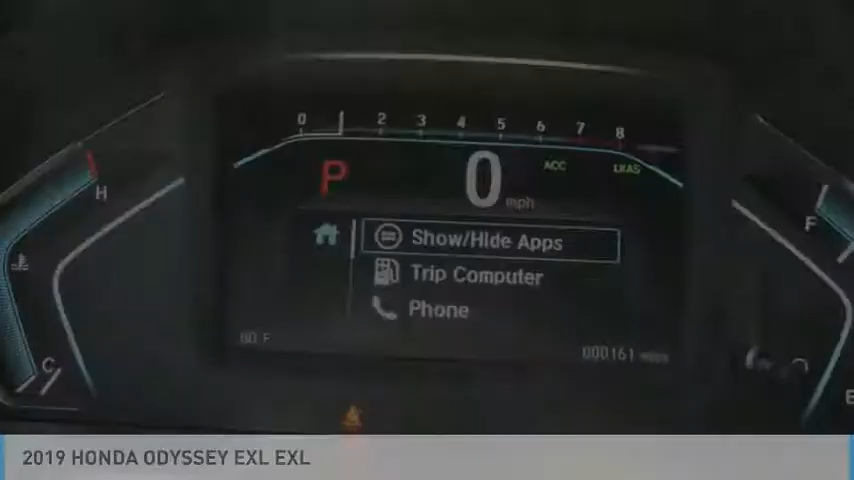 0 2 3 4 5 6 7 8
P 0 mph ACC LKAS
H
F
Show/Hide Apps
Trip Computer
Phone
C
000161
2019 HONDA ODYSSEY EXL EXL